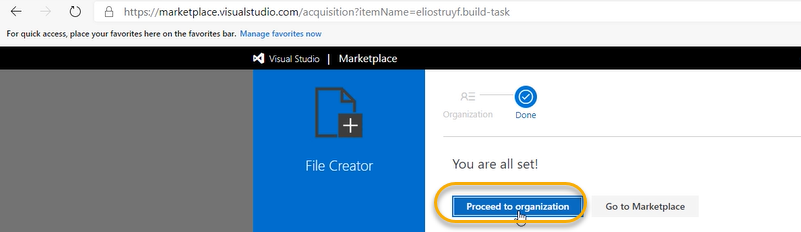 https://marketplace.visualstudio.com/acquisition?itemName=eliostruyf.build-task
For quick access, place your favorites here on the favorites bar. Manage favorites now
Visual Studio | Marketplace
Organization
Done
File Creator
You are all set!
Proceed to organization
Go to Marketplace